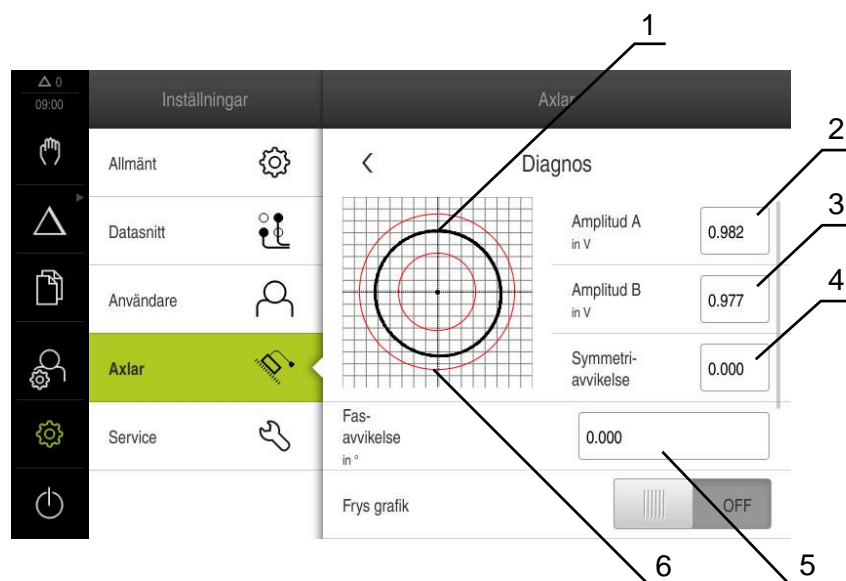 1
0
09:00
Inställningar
Axlar
2
Allmänt
Diagnos
3
Datasnitt
Amplitud A
in V
0.982
4
Användare
Amplitud B
in V
0.977
Axlar
Symmetri-
avvikelse
0.000
Service
Fas-
avvikelse
in °
0.000
Frys grafik
OFF
6
5